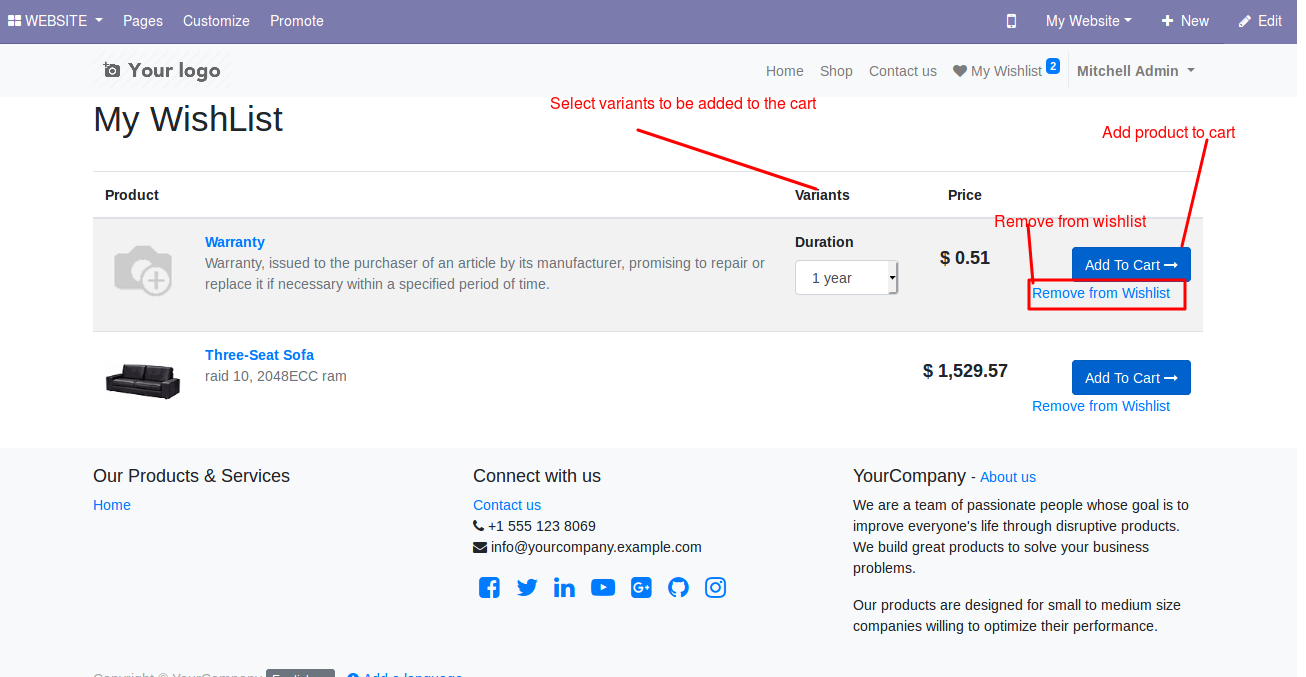 WEBSITE Pages Customize Promote My Website New Edit
Your logo Home Shop Contact us My Wishlist 2 Mitchell Admin
Select variants to be added to the cart
My WishList
Add product to cart
Product Variants Price
Remove from wishlist
Warranty Duration
Warranty, issued to the purchaser of an article by its manufacturer, promising to repair or
replace it if necessary within a specified period of time.
1 year
$ 0.51
Add To Cart
Remove from Wishlist
Three-Seat Sofa
raid 10, 2048ECC ram
$ 1,529.57
Add To Cart
Remove from Wishlist
Our Products & Services
Home
Connect with us
Contact us
+1 555 123 8069
info@yourcompany.example.com
YourCompany - About us
We are a team of passionate people whose goal is to
improve everyone's life through disruptive products.
We build great products to solve your business
problems.
Our products are designed for small to medium size
companies willing to optimize their performance.
Copyright © YourCompany Add a language